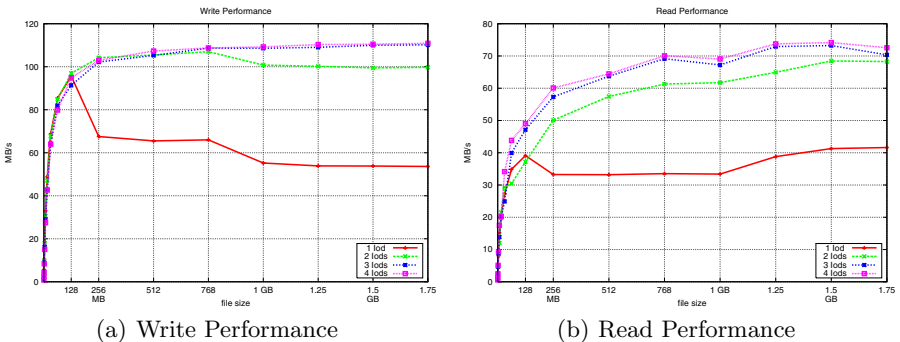 Write Performance
120
100
80
60
40
20
0
MB/s
128
256
MB
512
768
1 GB
1.25
1.5
GB
1.75
file size
1 Iod
2 Iods
3 Iods
4 Iods
(a) Write Performance
Read Performance
80
70
60
50
40
30
20
10
0
MB/s
128
256
MB
512
768
1 GB
1.25
1.5
GB
1.75
file size
1 Iod
2 Iods
3 Iods
4 Iods
(b) Read Performance